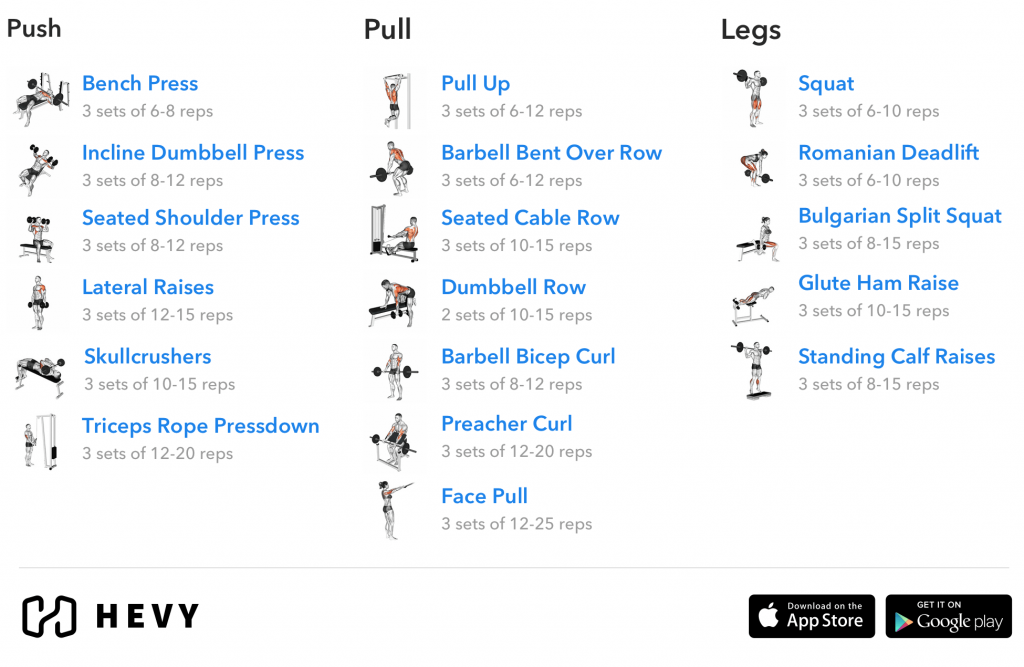 Push
Bench Press
3 sets of 6-8 reps
Incline Dumbbell Press
3 sets of 8-12 reps
Seated Shoulder Press
3 sets of 8-12 reps
Lateral Raises
3 sets of 12-15 reps
Skullcrushers
3 sets of 10-15 reps
Triceps Rope Pressdown
3 sets of 12-20 reps
Pull
Pull Up
3 sets of 6-12 reps
Barbell Bent Over Row
3 sets of 6-12 reps
Seated Cable Row
3 sets of 10-15 reps
Dumbbell Row
2 sets of 10-15 reps
Barbell Bicep Curl
3 sets of 8-12 reps
Preacher Curl
3 sets of 12-20 reps
Face Pull
3 sets of 12-25 reps
Legs
Squat
3 sets of 6-10 reps
Romanian Deadlift
3 sets of 6-10 reps
Bulgarian Split Squat
3 sets of 8-15 reps
Glute Ham Raise
3 sets of 10-15 reps
Standing Calf Raises
3 sets of 8-15 reps
HEVY
Download on the
App Store
GET IT ON
Google play